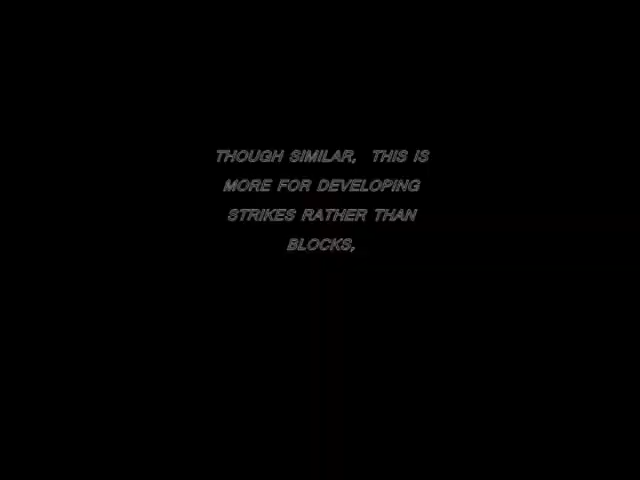 THOUGH SIMILAR, THIS IS
MORE FOR DEVELOPING
STRIKES RATHER THAN
BLOCKS,